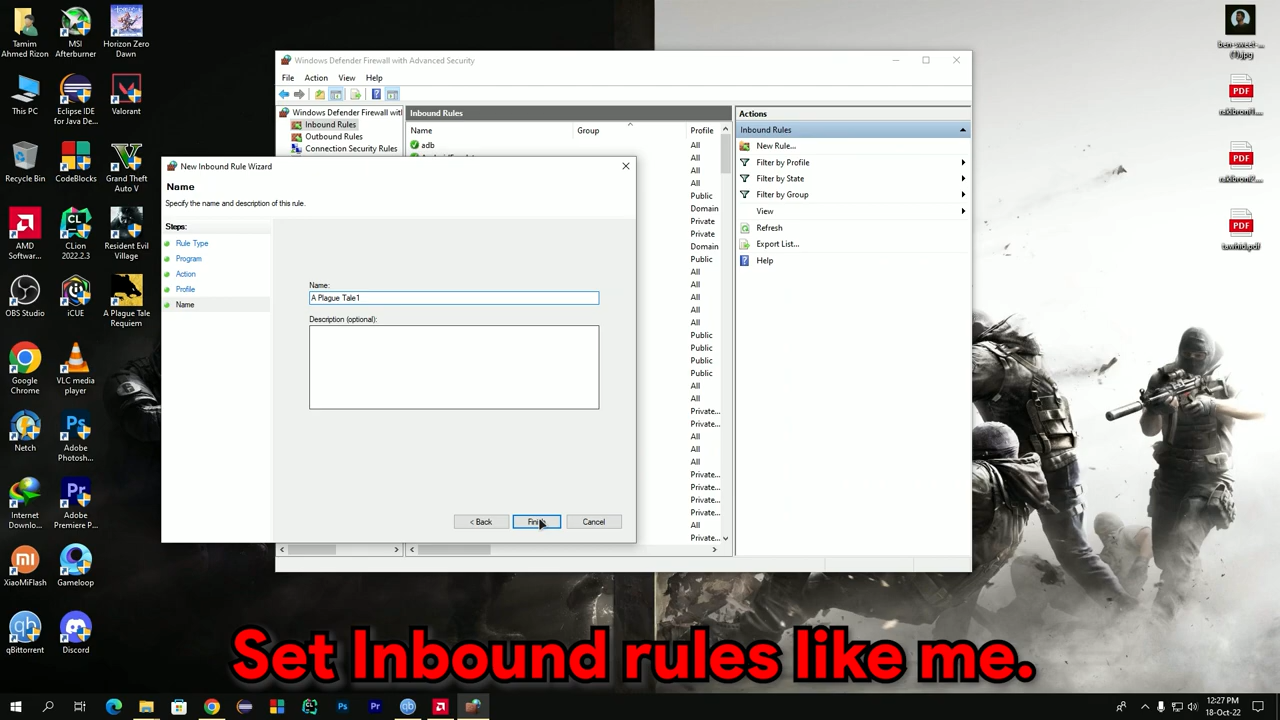 Tamim
Ahmed Rizon
MSI
Afterburner
Horizon Zero
Dawn
This PC
Eclipse IDE
for Java De...
Valorant
Recycle Bin
CodeBlocks
Grand Theft
Auto V
AMD
Software...
CLion
2022.2.3
Resident Evil
Village
OBS Studio
iCUE
A Plague Tale
Requiem
Google
Chrome
VLC media
player
Netch
Adobe
Photosh...
Internet
Downlo...
Adobe
Premiere P...
XiaoMiFlash
Gameloop
qBittorrent
Discord
Windows Defender Firewall with Advanced Security
File Action View Help
Windows Defender Firewall with
Inbound Rules
Outbound Rules
Connection Security Rules
Inbound Rules
Name Group Profile
adb All
All
All
All
Public
Domain
Private
Private
Domain
Public
All
All
All
All
All
Public
Public
Public
Public
All
All
Private...
Private...
All
All
All
Private...
Private...
Private...
Private...
All
Private...
Actions
Inbound Rules
New Rule...
Filter by Profile
Filter by State
Filter by Group
View
Refresh
Export List...
Help
New Inbound Rule Wizard
Name
Specify the name and description of this rule.
Steps:
Rule Type
Program
Action
Profile
Name
Name:
A Plague Tale1
Description (optional):
< Back
Cancel
PDF
PDF
PDF
tawhid.pdf
Set Inbound rules like me.
12:27 PM
18-Oct-22